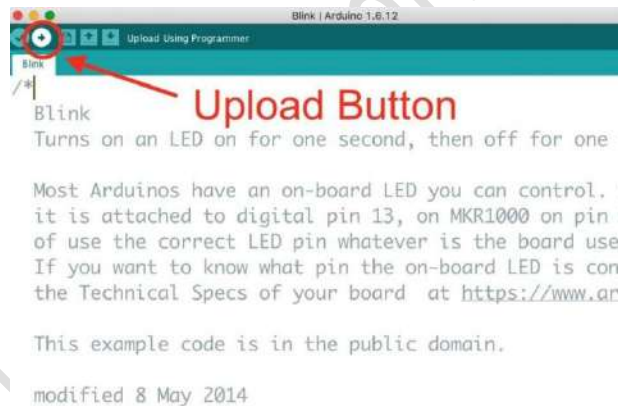 Blink | Arduino 1.6.12
Upload Using Programmer
Blink
/*
Upload Button
Blink
Turns on an LED on for one second, then off for one
Most Arduinos have an on-board LED you can control.
it is attached to digital pin 13, on MKR1000 on pin
of use the correct LED pin whatever is the board use
If you want to know what pin the on-board LED is con
the Technical Specs of your board at https://www.ar
This example code is in the public domain.
modified 8 May 2014